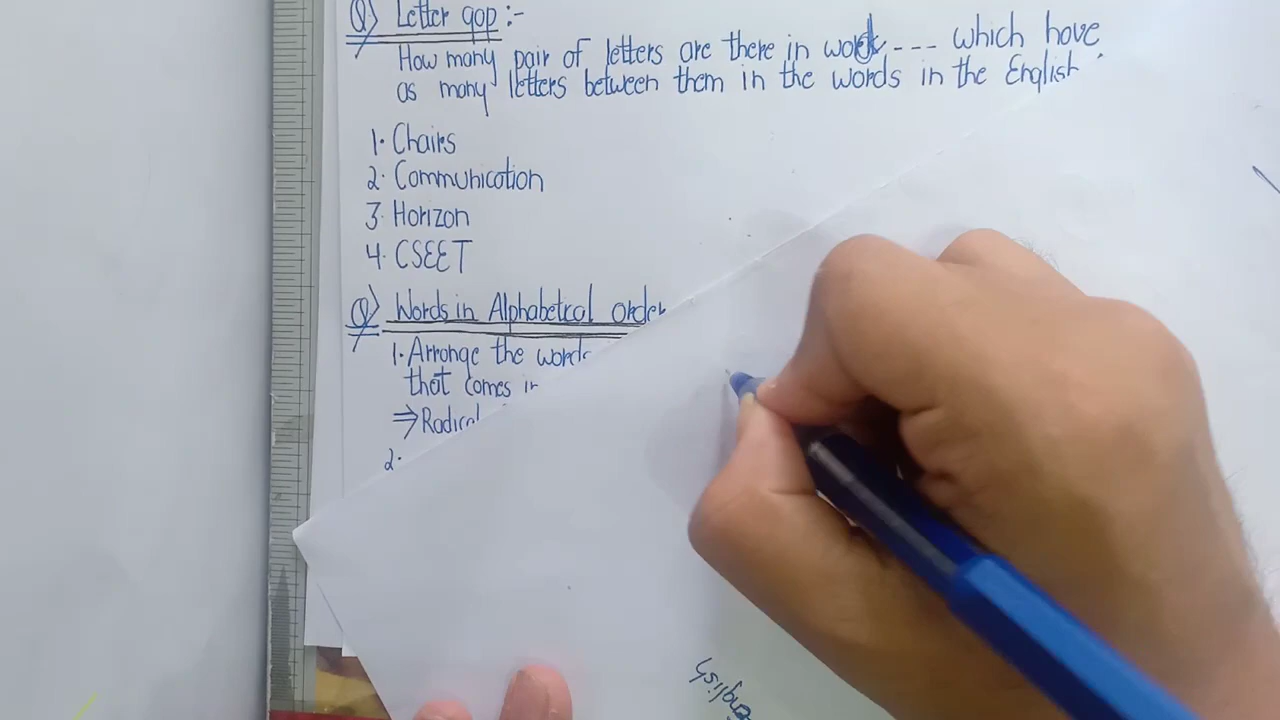 Q) Letter gap :-
How many pair of letters are there in word --- which have
as many letters between them in the words in the English
1. Chairs
2. Communication
3. Horizon
4. CSEET
Q) Words in Alphabetical order
1. Arrange the words
that comes in
⇒ Radical
2.
English